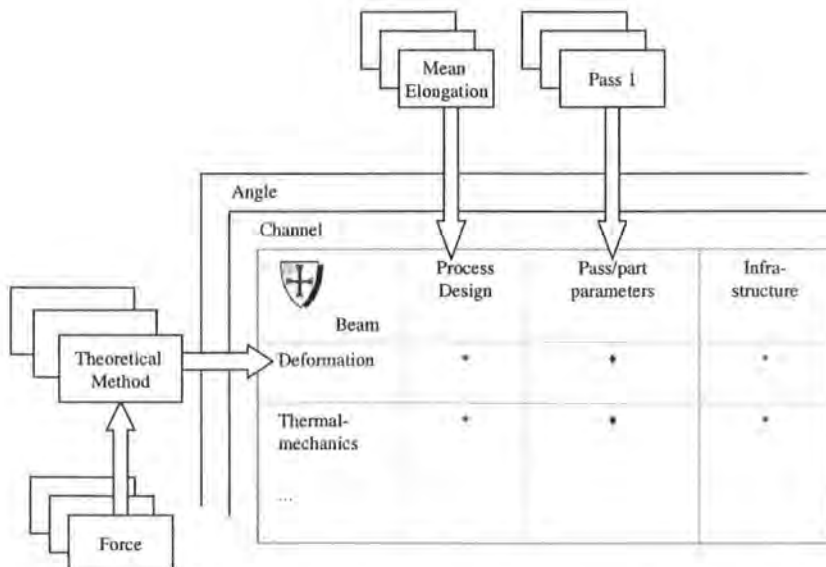 Mean
Elongation
Pass 1
Angle
Channel
Process
Design
Pass/part
parameters
Infra-
structure
Beam
Theoretical
Method
Deformation
Thermal-
mechanics
...
Force